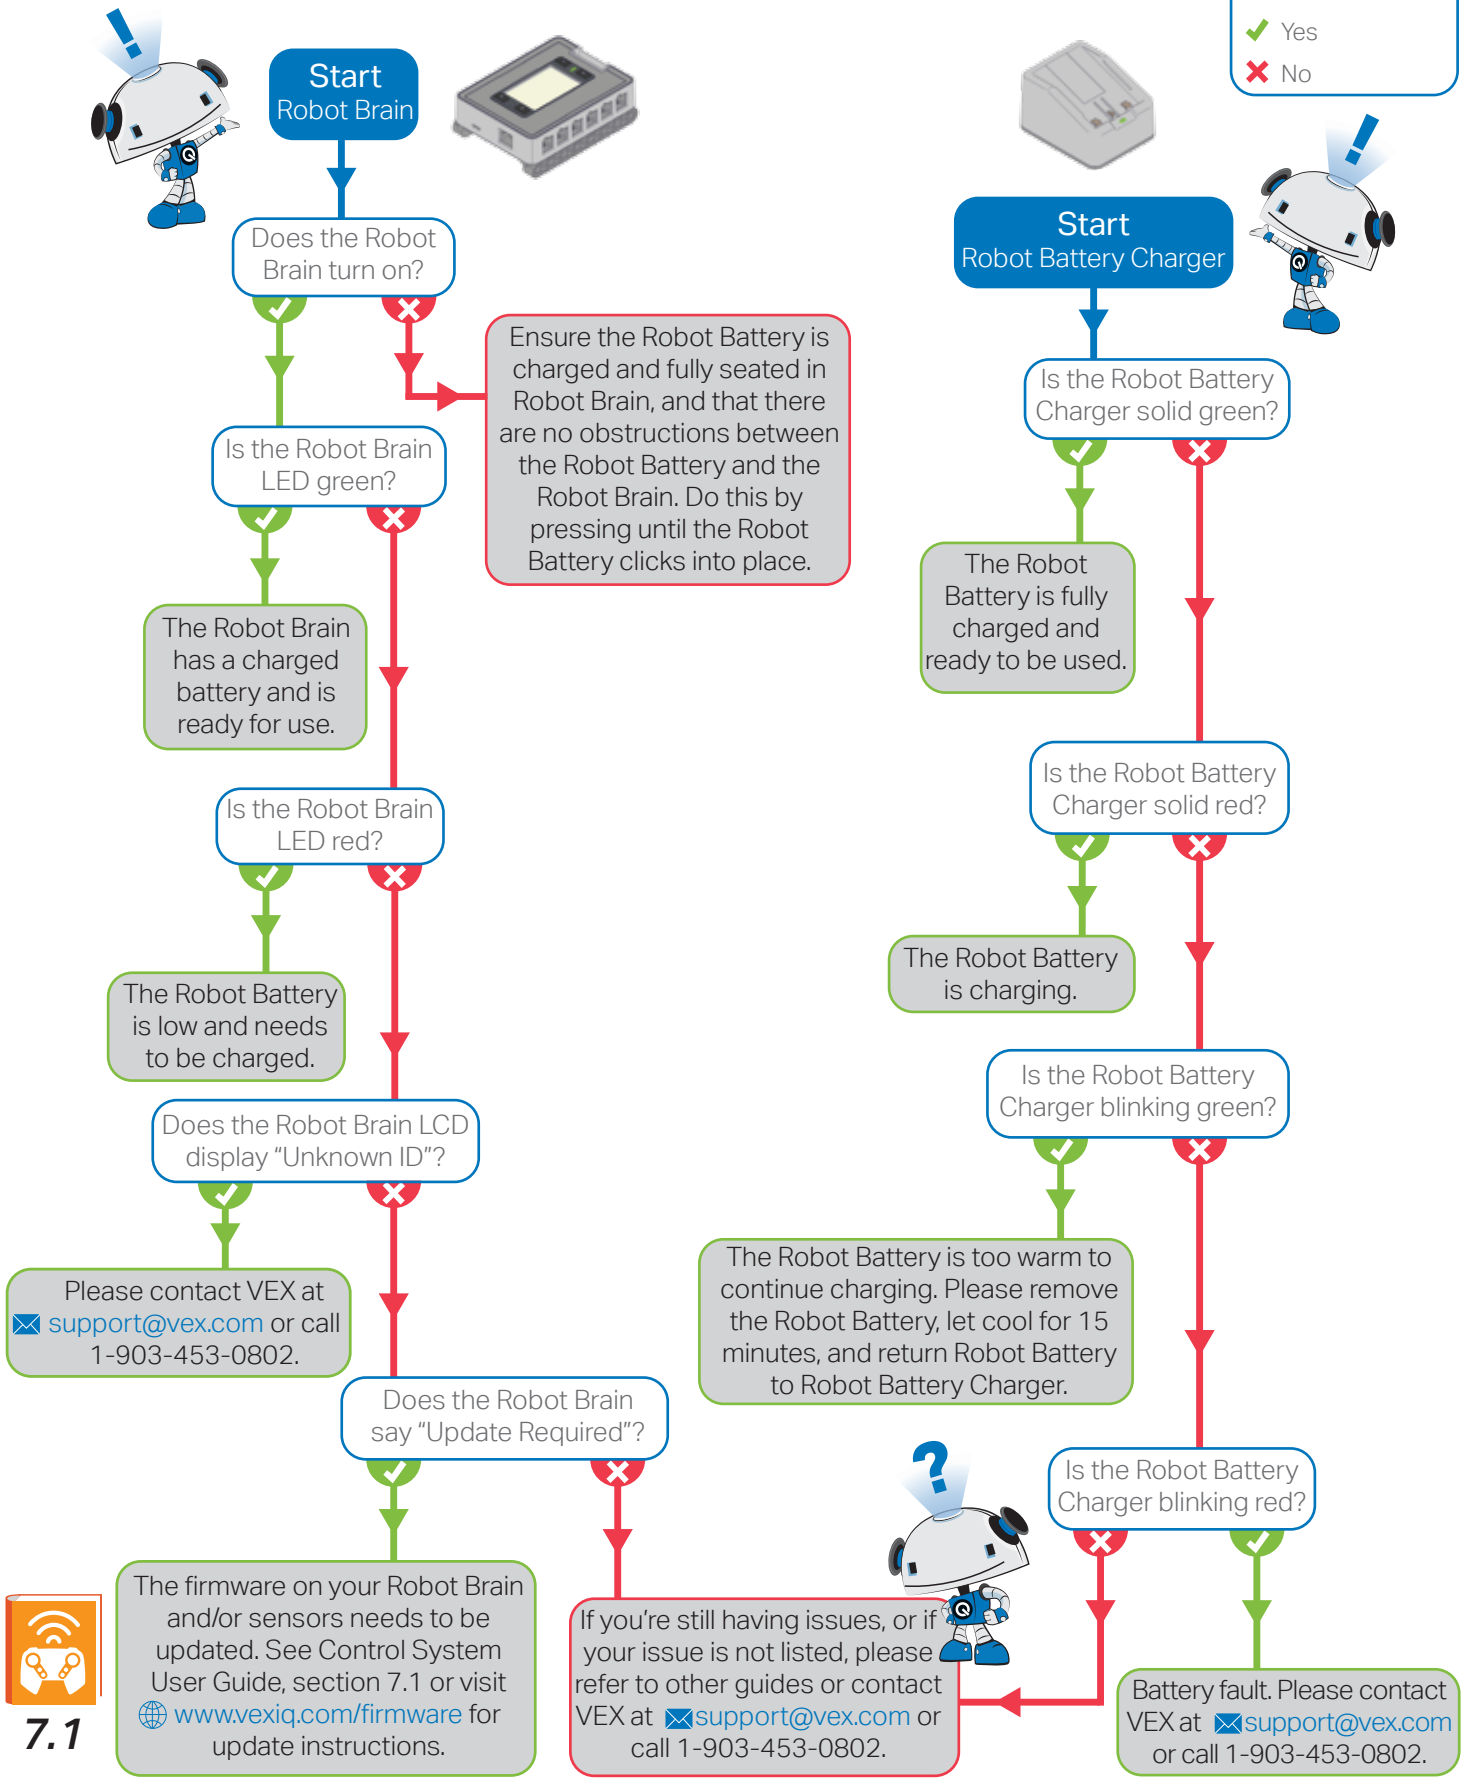 Yes
No
Start
Robot Brain
Does the Robot
Brain turn on?
Ensure the Robot Battery is
charged and fully seated in
Robot Brain, and that there
are no obstructions between
the Robot Battery and the
Robot Brain. Do this by
pressing until the Robot
Battery clicks into place.
Is the Robot Brain
LED green?
The Robot Brain
has a charged
battery and is
ready for use.
Is the Robot Brain
LED red?
The Robot Battery
is low and needs
to be charged.
Does the Robot Brain LCD
display “Unknown ID”?
Please contact VEX at
support@vex.com or call
1-903-453-0802.
Does the Robot Brain
say “Update Required”?
The firmware on your Robot Brain
and/or sensors needs to be
updated. See Control System
User Guide, section 7.1 or visit
www.vexiq.com/firmware for
update instructions.
7.1
If you’re still having issues, or if
your issue is not listed, please
refer to other guides or contact
VEX at support@vex.com or
call 1-903-453-0802.
Start
Robot Battery Charger
Is the Robot Battery
Charger solid green?
The Robot
Battery is fully
charged and
ready to be used.
Is the Robot Battery
Charger solid red?
The Robot Battery
is charging.
Is the Robot Battery
Charger blinking green?
The Robot Battery is too warm to
continue charging. Please remove
the Robot Battery, let cool for 15
minutes, and return Robot Battery
to Robot Battery Charger.
Is the Robot Battery
Charger blinking red?
Battery fault. Please contact
VEX at support@vex.com
or call 1-903-453-0802.